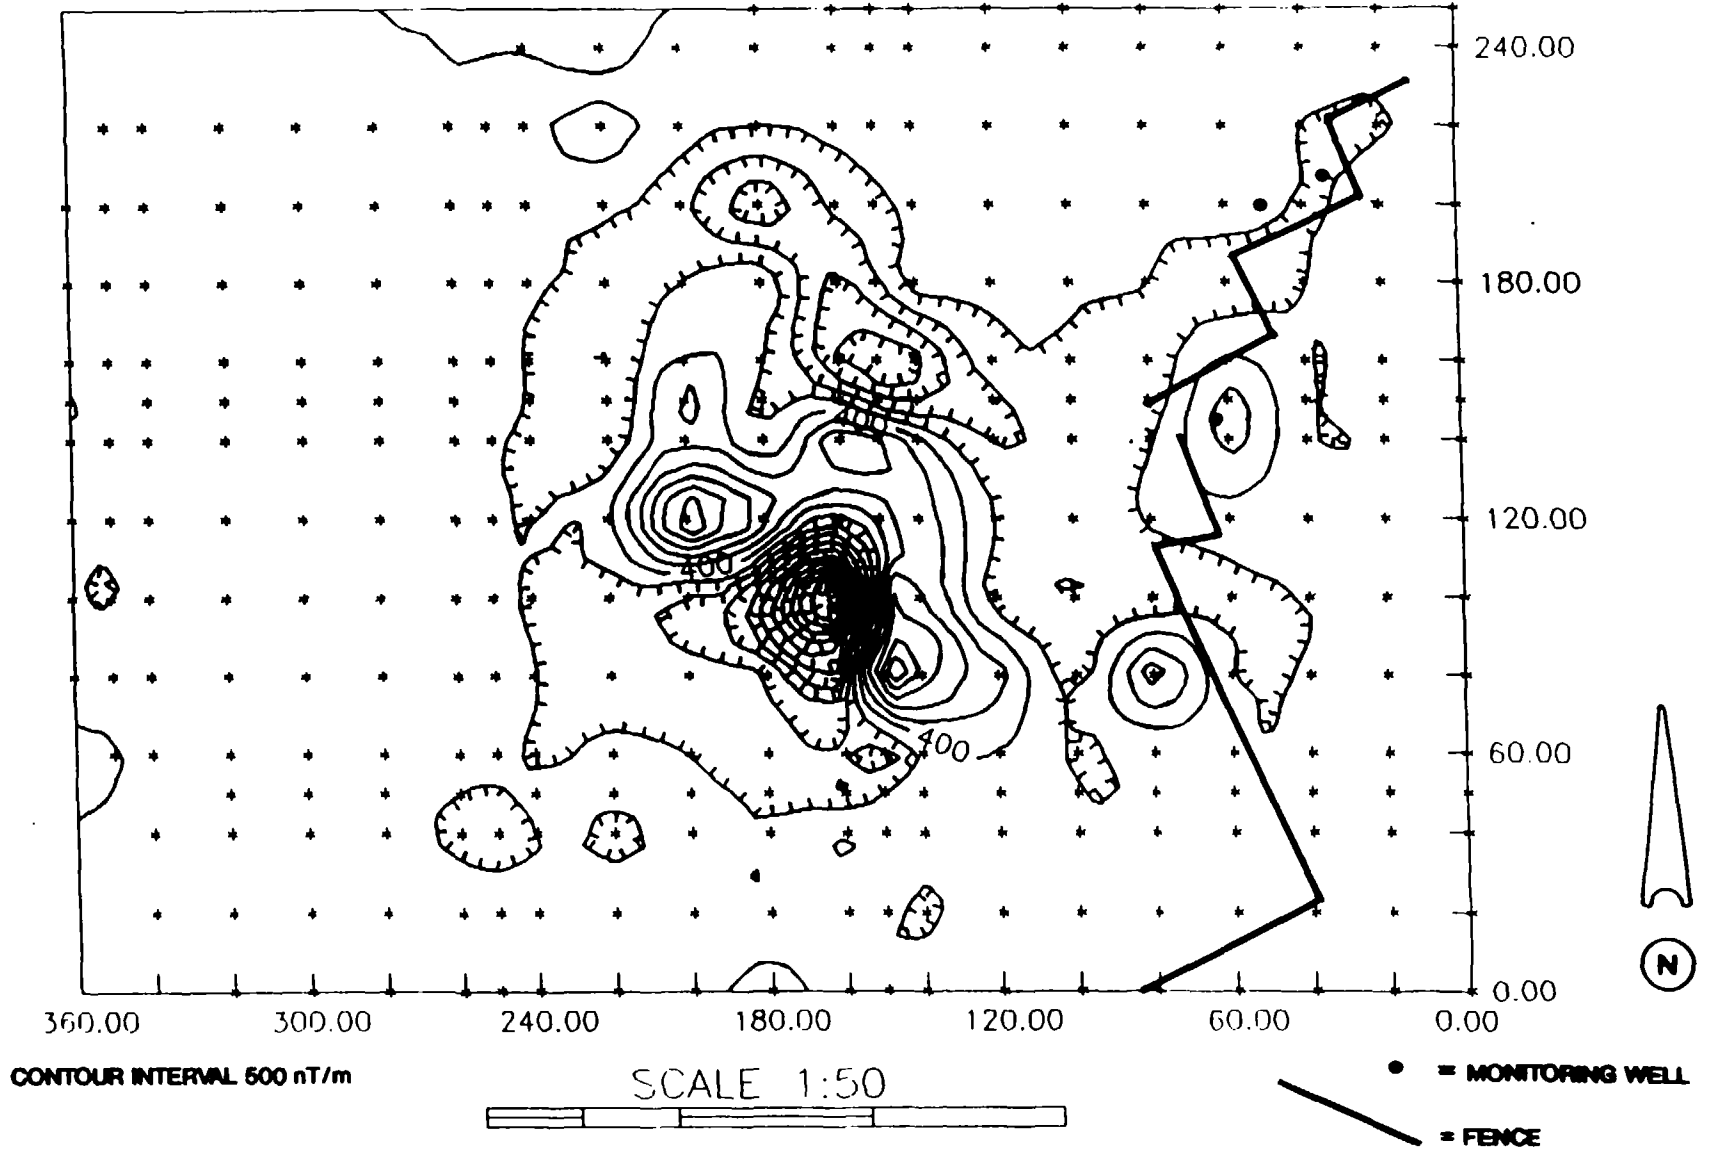 240.00
180.00
400
120.00
400
400
60.00
N
0.00
360.00 300.00 240.00 180.00 120.00 60.00 0.00
CONTOUR INTERVAL 500 nT/m
SCALE 1:50
● = MONITORING WELL
= FENCE